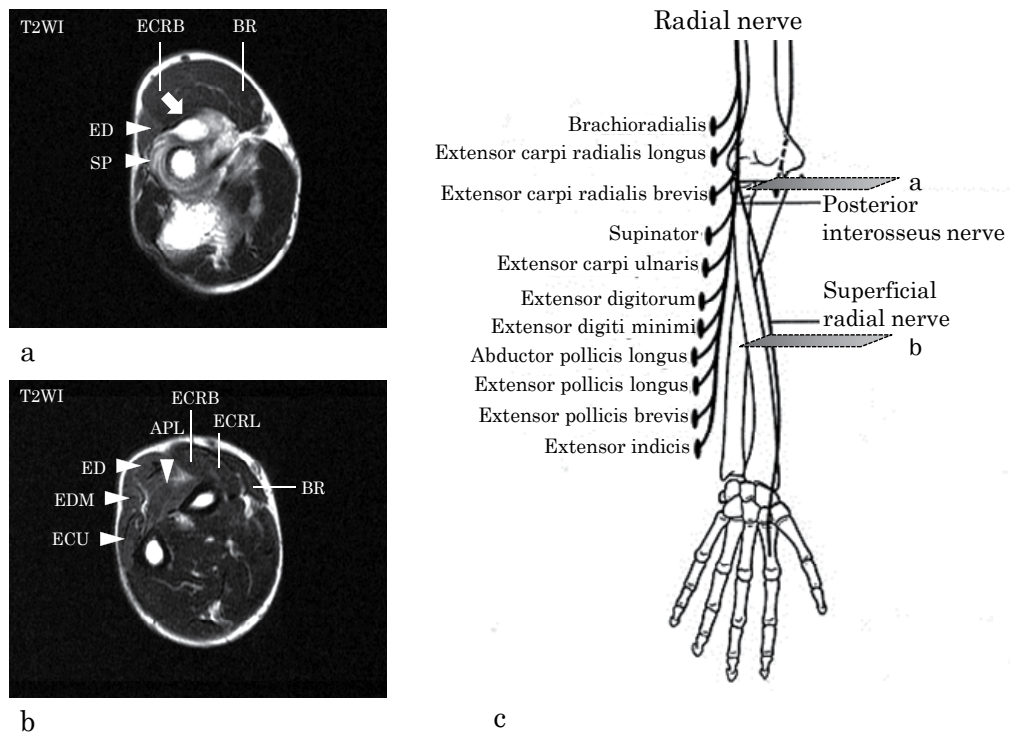 T2WI
ECRB
BR
ED
SP
a
T2WI
ECRB
APL
ECRL
ED
EDM
BR
ECU
b
Radial nerve
Brachioradialis
Extensor carpi radialis longus
Extensor carpi radialis brevis
a
Posterior
interosseus nerve
Supinator
Extensor carpi ulnaris
Extensor digitorum
Superficial
radial nerve
Extensor digiti minimi
b
Abductor pollicis longus
Extensor pollicis longus
Extensor pollicis brevis
Extensor indicis
c